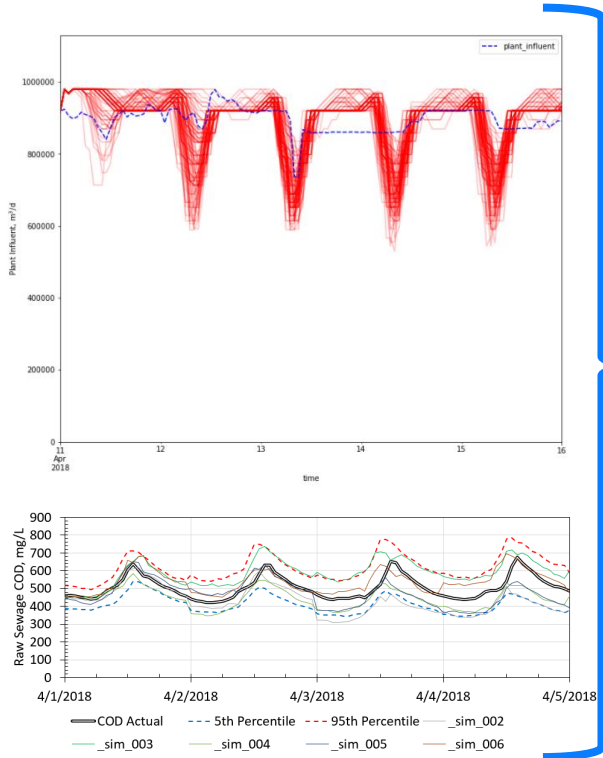 plant_influent
1000000
800000
600000
400000
200000
0
Plant Influent, m³/d
11 12 13 14 15 16
Apr
2018
time
Raw Sewage COD, mg/L
900
800
700
600
500
400
300
200
100
0
4/1/2018 4/2/2018 4/3/2018 4/4/2018 4/5/2018
COD Actual 5th Percentile 95th Percentile _sim_002
_sim_003 _sim_004 _sim_005 _sim_006